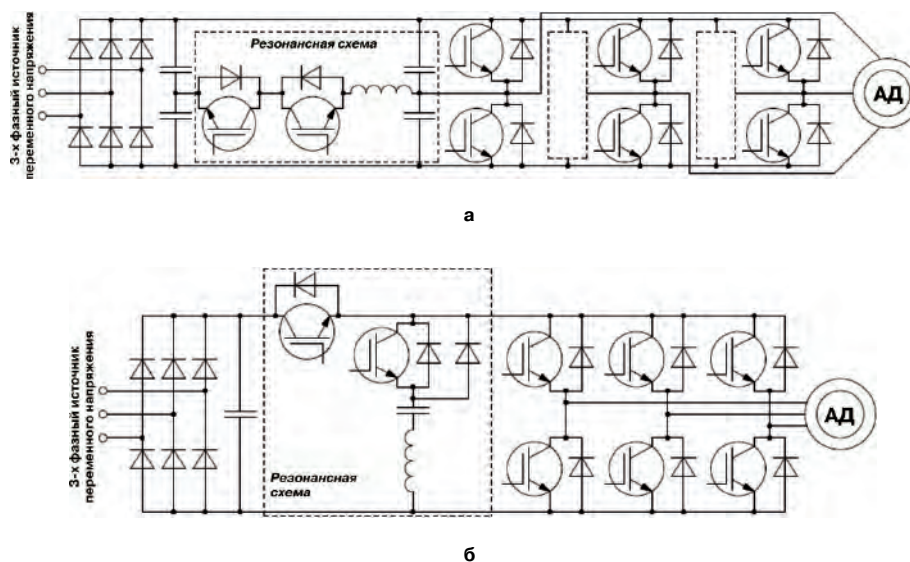 3-х фазный источник
переменного напряжения
Резонансная схема
АД
а
3-х фазный источник
переменного напряжения
Резонансная
схема
АД
б